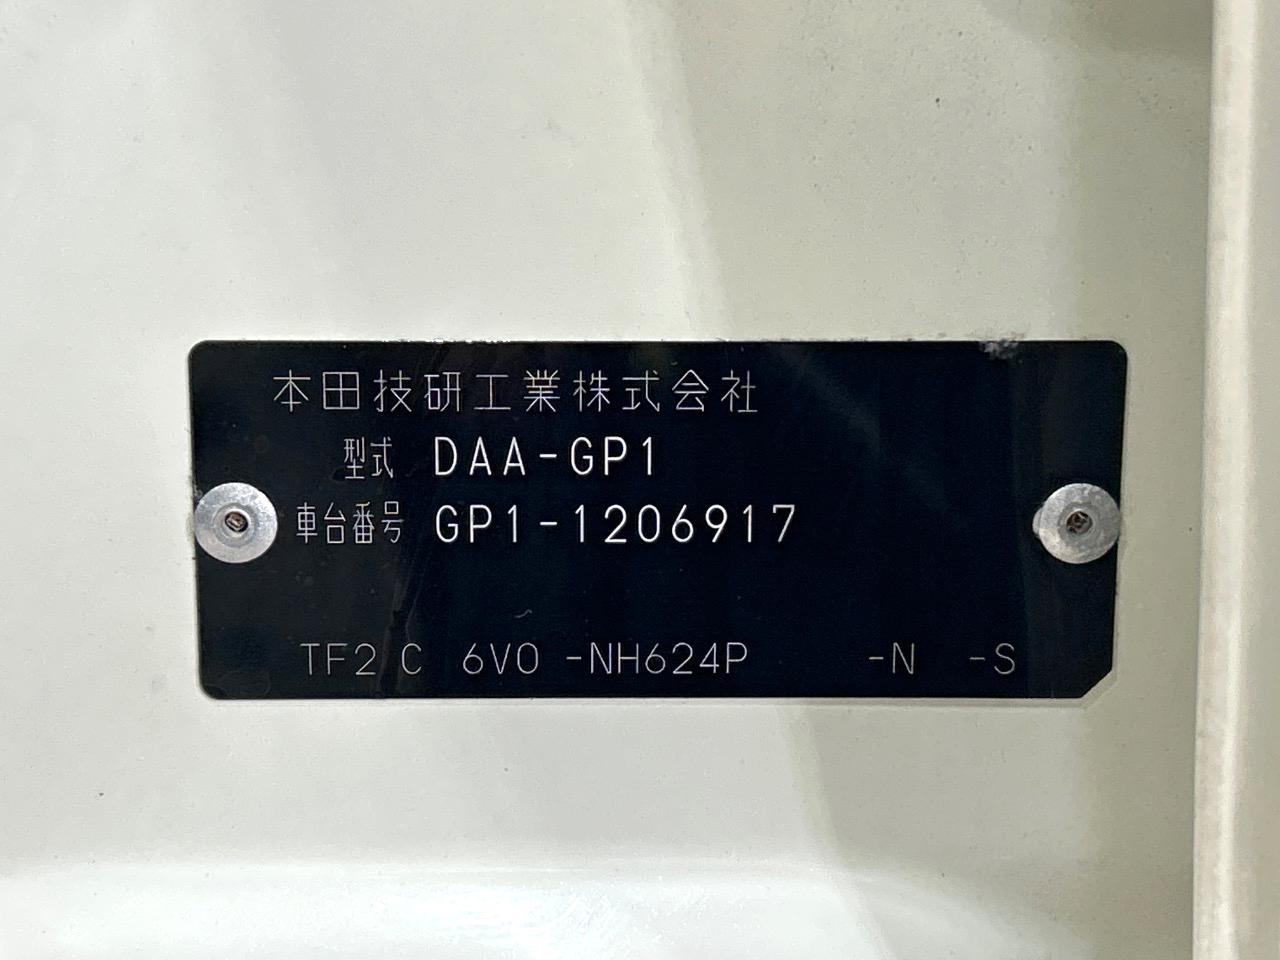 本田技研工業株式会社
型式 DAA-GP1
車台番号 GP1-1206917
TF2 C 6V0 -NH624P -N -S